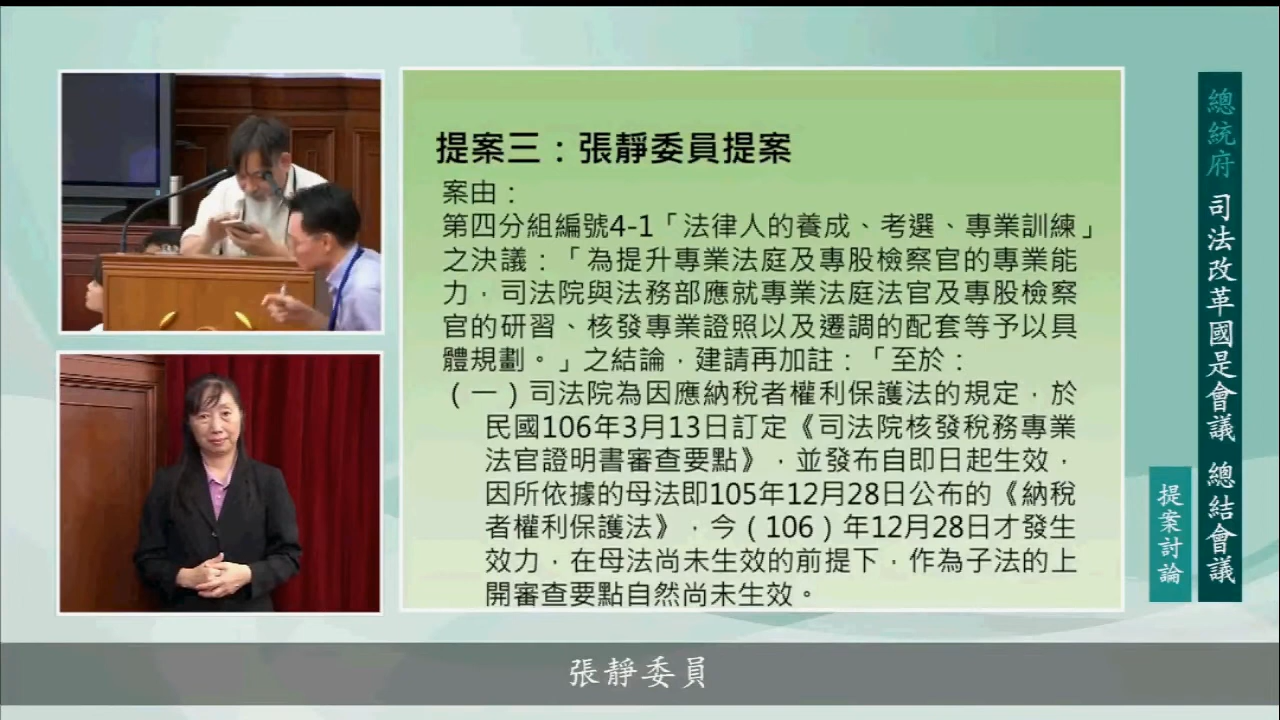 提案三：張靜委員提案
案由：
第四分組編號4-1「法律人的養成、考選、專業訓練」
之決議：「為提升專業法庭及專股檢察官的專業能
力，司法院與法務部應就專業法庭法官及專股檢察
官的研習、核發專業證照以及遷調的配套等予以具
體規劃。」之結論，建請再加註：「至於：
（一）司法院為因應納稅者權利保護法的規定，於
民國106年3月13日訂定《司法院核發稅務專業
法官證明書審查要點》，並發布自即日起生效，
因所依據的母法即105年12月28日公布的《納稅
者權利保護法》，今（106）年12月28日才發生
效力，在母法尚未生效的前提下，作為子法的上
開審查要點自然尚未生效。
總統府 司法改革國是會議 總結會議
提案討論
張靜委員